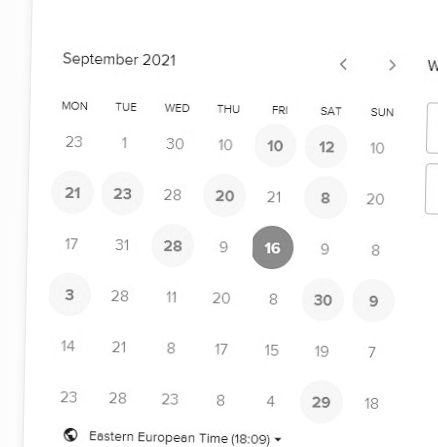 September 2021
W
MON TUE WED THU FRI SAT SUN
23 1 30 10 10 12 10
21 23 28 20 21 8 20
17 31 28 9 16 9 8
3 28 11 20 8 30 9
14 21 8 17 15 19 7
23 28 23 8 4 29 18
Eastern European Time (18:09)